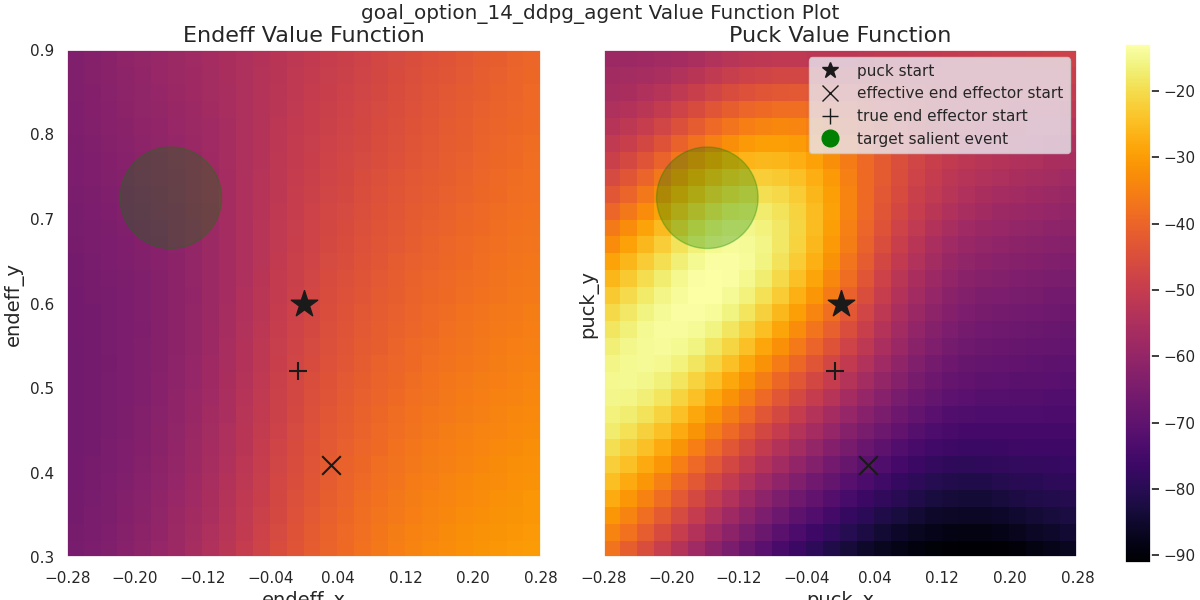 goal_option_14_ddpg_agent Value Function Plot
Endeff Value Function
Puck Value Function
puck start
effective end effector start
true end effector start
target salient event
0.9
0.8
0.7
0.6
0.5
0.4
0.3
endeff_y
−0.28 −0.20 −0.12 −0.04 0.04 0.12 0.20 0.28
endeff_x
puck_y
−0.28 −0.20 −0.12 −0.04 0.04 0.12 0.20 0.28
puck_x
−20
−30
−40
−50
−60
−70
−80
−90